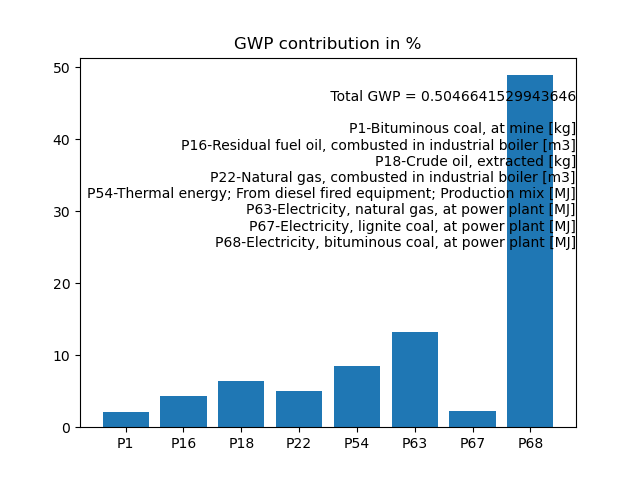 GWP contribution in %
50
40
30
20
10
0
Total GWP = 0.5046641529943646
P1-Bituminous coal, at mine [kg]
P16-Residual fuel oil, combusted in industrial boiler [m3]
P18-Crude oil, extracted [kg]
P22-Natural gas, combusted in industrial boiler [m3]
P54-Thermal energy; From diesel fired equipment; Production mix [MJ]
P63-Electricity, natural gas, at power plant [MJ]
P67-Electricity, lignite coal, at power plant [MJ]
P68-Electricity, bituminous coal, at power plant [MJ]
P1 P16 P18 P22 P54 P63 P67 P68